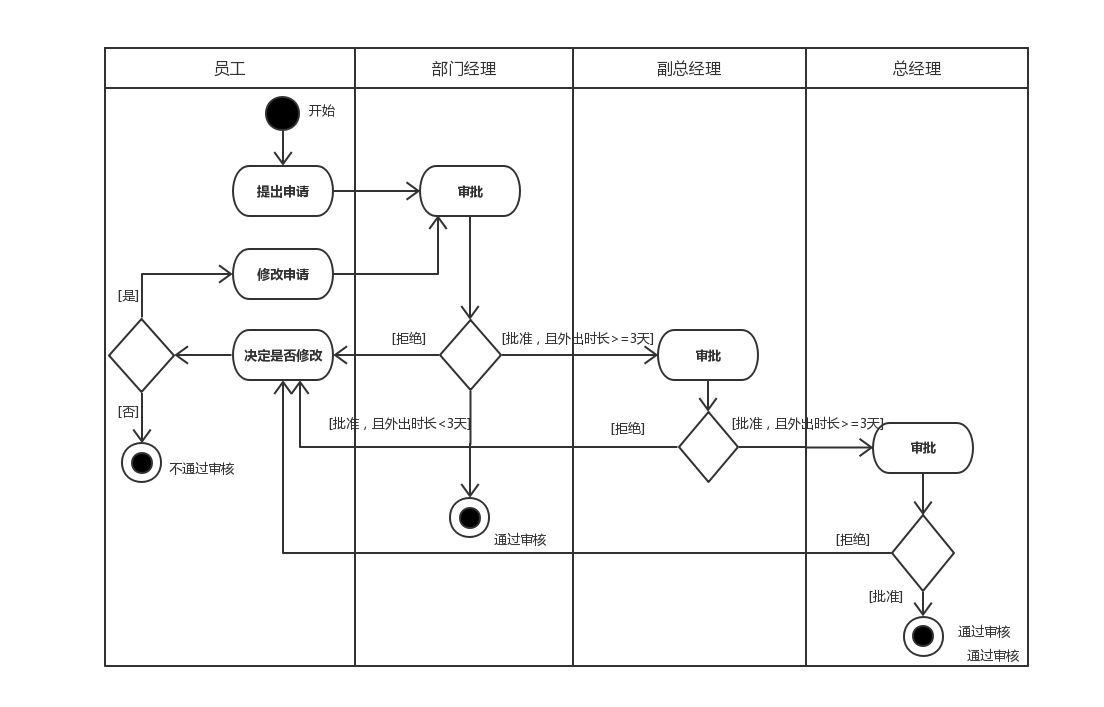 员工
部门经理
副总经理
总经理
开始
提出申请
审批
修改申请
[是]
[拒绝]
[批准，且外出时长>=3天]
决定是否修改
审批
[否]
[批准，且外出时长<3天]
[拒绝]
[批准，且外出时长>=3天]
审批
不通过审核
通过审核
[拒绝]
[批准]
通过审核
通过审核